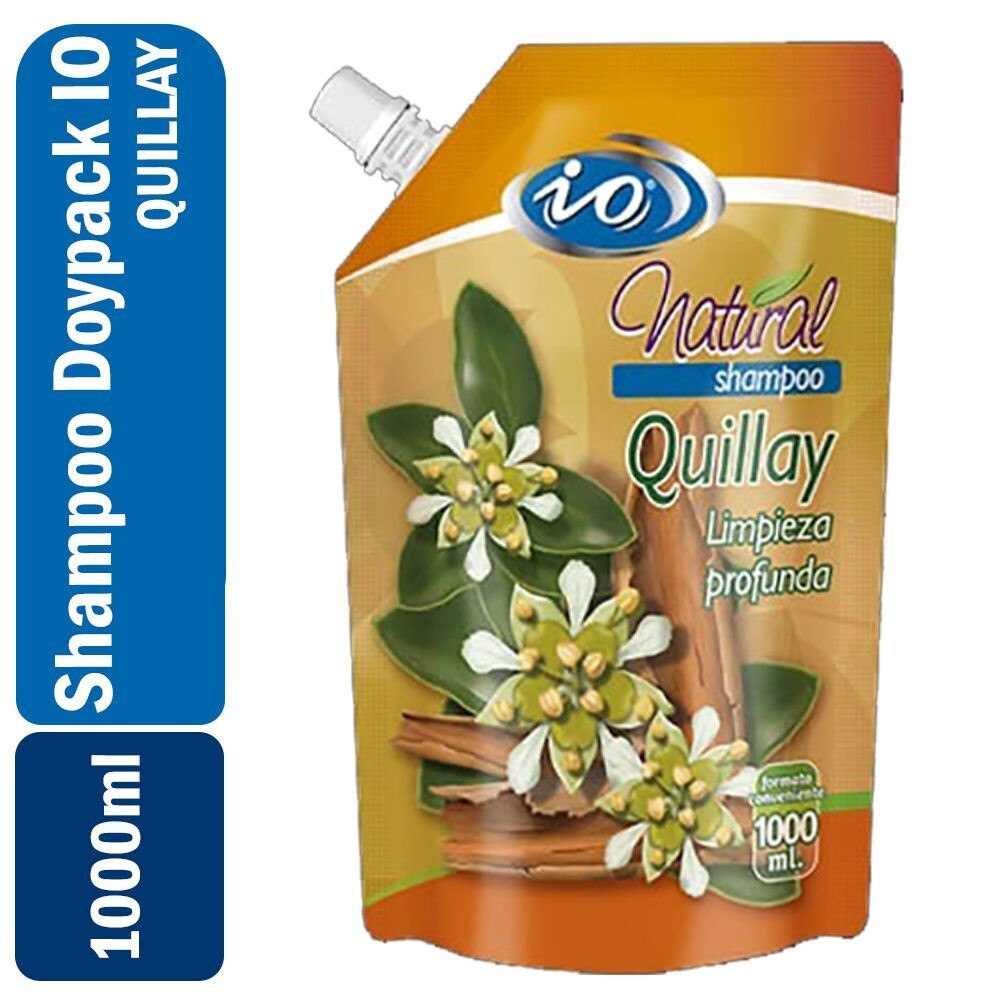 Shampoo Doypack IO
QUILLAY
1000ml
io®
Natural
shampoo
Quillay
Limpieza
profunda
formato
conveniente
1000
ml.